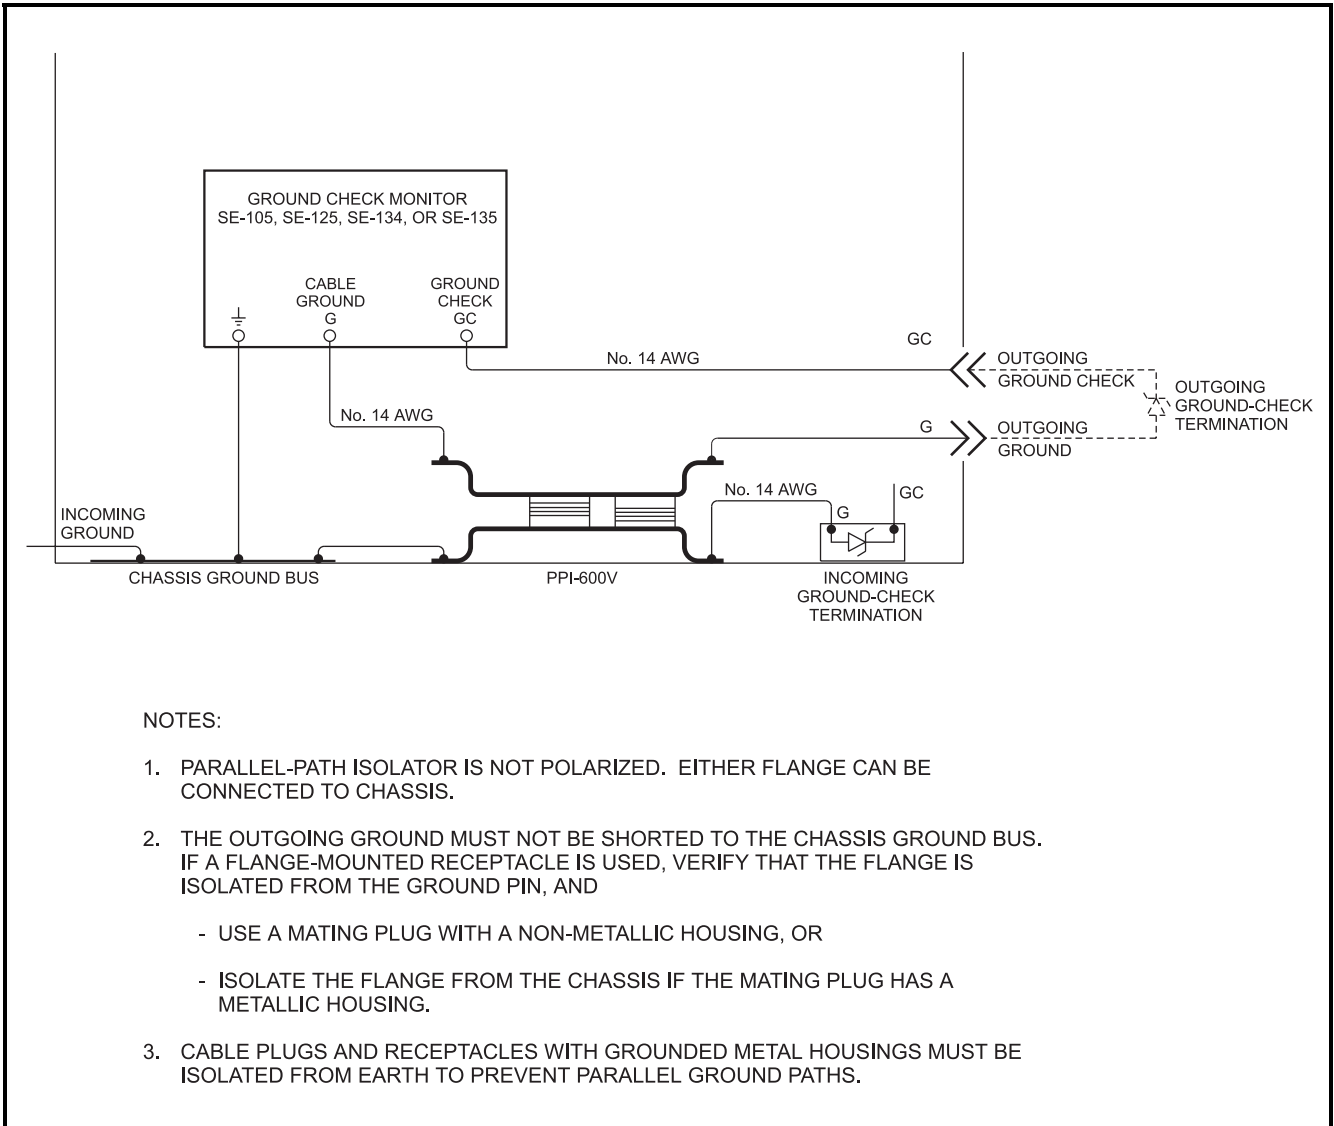 GROUND CHECK MONITOR
SE-105, SE-125, SE-134, OR SE-135
CABLE
GROUND
G
GROUND
CHECK
GC
No. 14 AWG
GC
OUTGOING
GROUND CHECK
OUTGOING
GROUND-CHECK
TERMINATION
No. 14 AWG
G
OUTGOING
GROUND
No. 14 AWG
GC
G
INCOMING
GROUND
CHASSIS GROUND BUS
PPI-600V
INCOMING
GROUND-CHECK
TERMINATION
NOTES:
1. PARALLEL-PATH ISOLATOR IS NOT POLARIZED. EITHER FLANGE CAN BE
CONNECTED TO CHASSIS.
2. THE OUTGOING GROUND MUST NOT BE SHORTED TO THE CHASSIS GROUND BUS.
IF A FLANGE-MOUNTED RECEPTACLE IS USED, VERIFY THAT THE FLANGE IS
ISOLATED FROM THE GROUND PIN, AND
- USE A MATING PLUG WITH A NON-METALLIC HOUSING, OR
- ISOLATE THE FLANGE FROM THE CHASSIS IF THE MATING PLUG HAS A
METALLIC HOUSING.
3. CABLE PLUGS AND RECEPTACLES WITH GROUNDED METAL HOUSINGS MUST BE
ISOLATED FROM EARTH TO PREVENT PARALLEL GROUND PATHS.